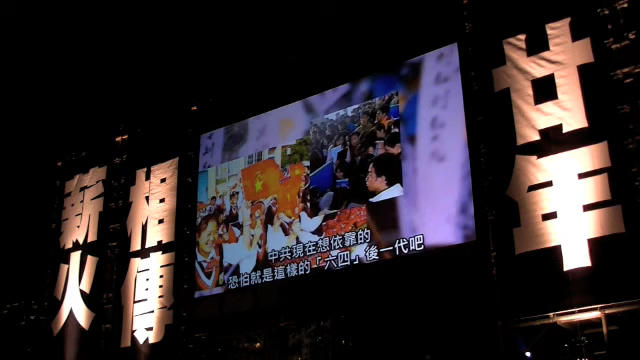 廿年
薪火
相傳
中共現在想依靠的
恐怕就是這樣的「六四」後一代吧